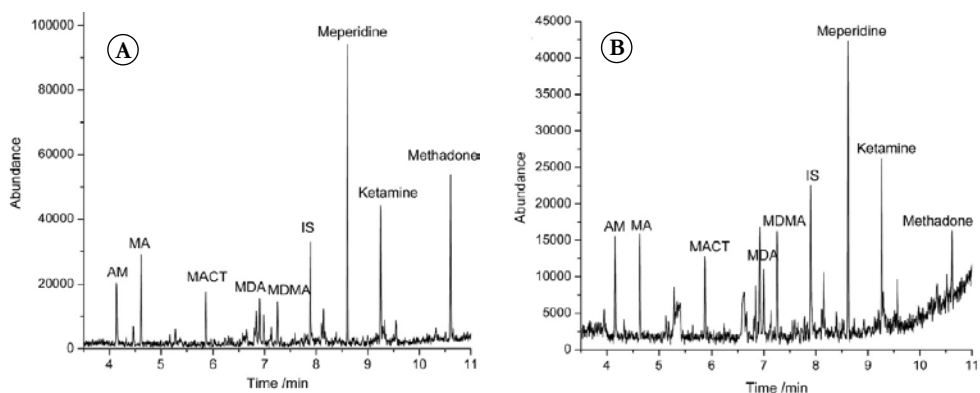 A
100000
80000
60000
40000
20000
0
Abundance
AM
MA
MACT
MDA
MDMA
IS
Meperidine
Ketamine
Methadone
4 5 6 7 8 9 10 11
Time /min
B
45000
40000
35000
30000
25000
20000
15000
10000
5000
0
Abundance
AM
MA
MACT
MDA
MDMA
IS
Meperidine
Ketamine
Methadone
4 5 6 7 8 9 10 11
Time /min